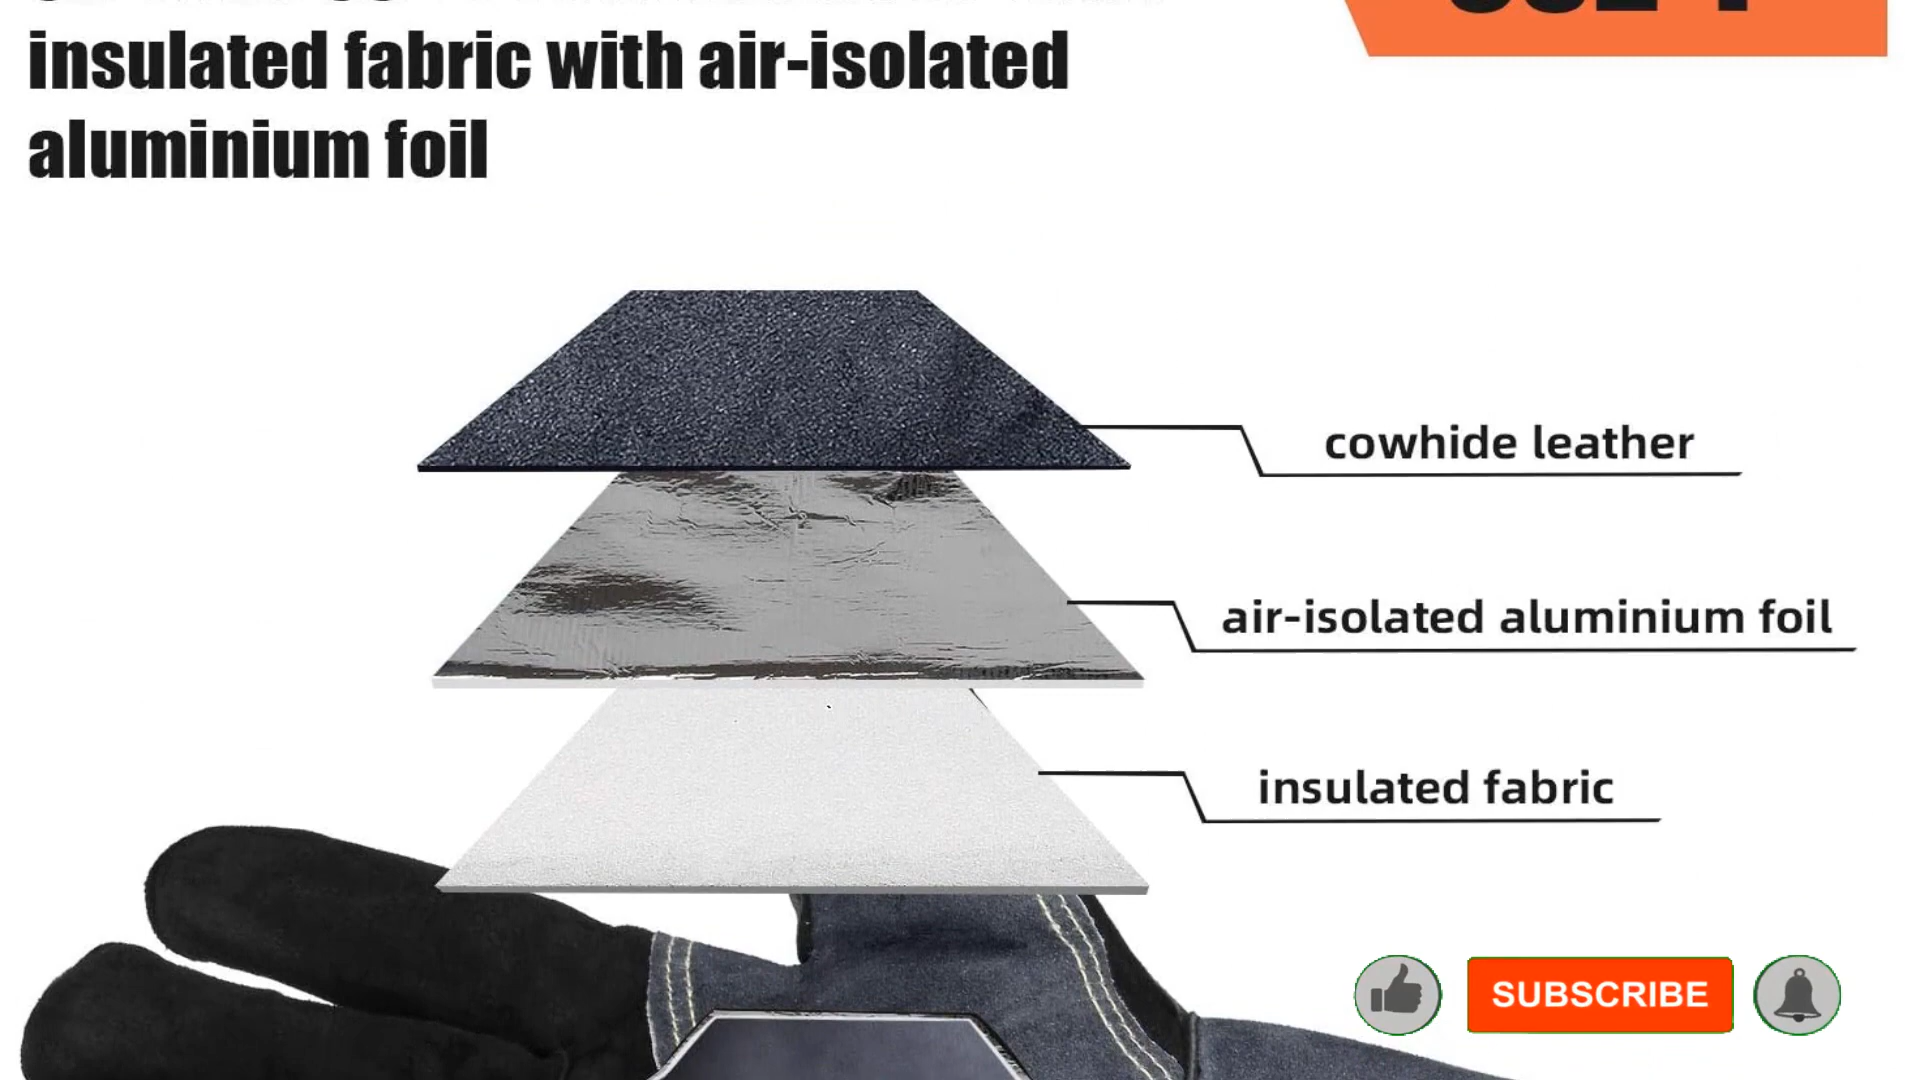 insulated fabric with air-isolated
aluminium foil
cowhide leather
air-isolated aluminium foil
insulated fabric
SUBSCRIBE